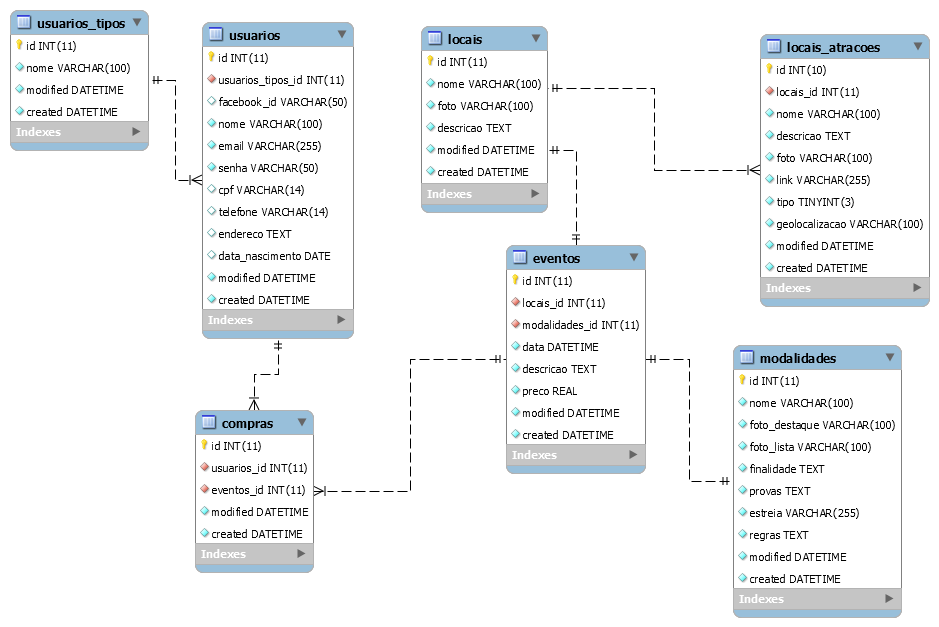 usuarios_tipos
id INT(11)
nome VARCHAR(100)
modified DATETIME
created DATETIME
Indexes
usuarios
id INT(11)
usuarios_tipos_id INT(11)
facebook_id VARCHAR(50)
nome VARCHAR(100)
email VARCHAR(255)
senha VARCHAR(50)
cpf VARCHAR(14)
telefone VARCHAR(14)
endereco TEXT
data_nascimento DATE
modified DATETIME
created DATETIME
Indexes
locais
id INT(11)
nome VARCHAR(100)
foto VARCHAR(100)
descricao TEXT
modified DATETIME
created DATETIME
Indexes
locais_atracoes
id INT(10)
locais_id INT(11)
nome VARCHAR(100)
descricao TEXT
foto VARCHAR(100)
link VARCHAR(255)
tipo TINYINT(3)
geolocalizacao VARCHAR(100)
modified DATETIME
created DATETIME
Indexes
eventos
id INT(11)
locais_id INT(11)
modalidades_id INT(11)
data DATETIME
descricao TEXT
preco REAL
modified DATETIME
created DATETIME
Indexes
modalidades
id INT(11)
nome VARCHAR(100)
foto_destaque VARCHAR(100)
foto_lista VARCHAR(100)
finalidade TEXT
provas TEXT
estreia VARCHAR(255)
regras TEXT
modified DATETIME
created DATETIME
Indexes
compras
id INT(11)
usuarios_id INT(11)
eventos_id INT(11)
modified DATETIME
created DATETIME
Indexes